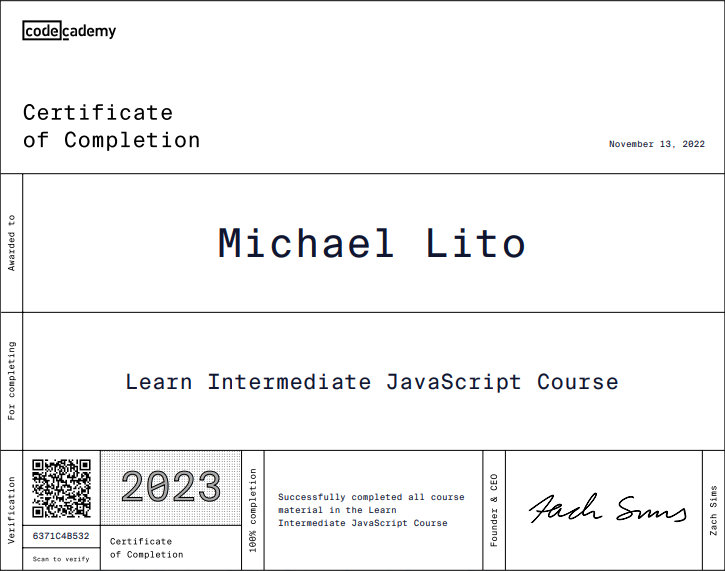 codecademy
Certificate
of Completion
November 13, 2022
Awarded to
Michael Lito
For completing
Learn Intermediate JavaScript Course
Verification
6371C4B532
Scan to verify
2023
Certificate
of Completion
100% completion
Successfully completed all course
material in the Learn
Intermediate JavaScript Course
Founder & CEO
Zach Sims
Zach Sims